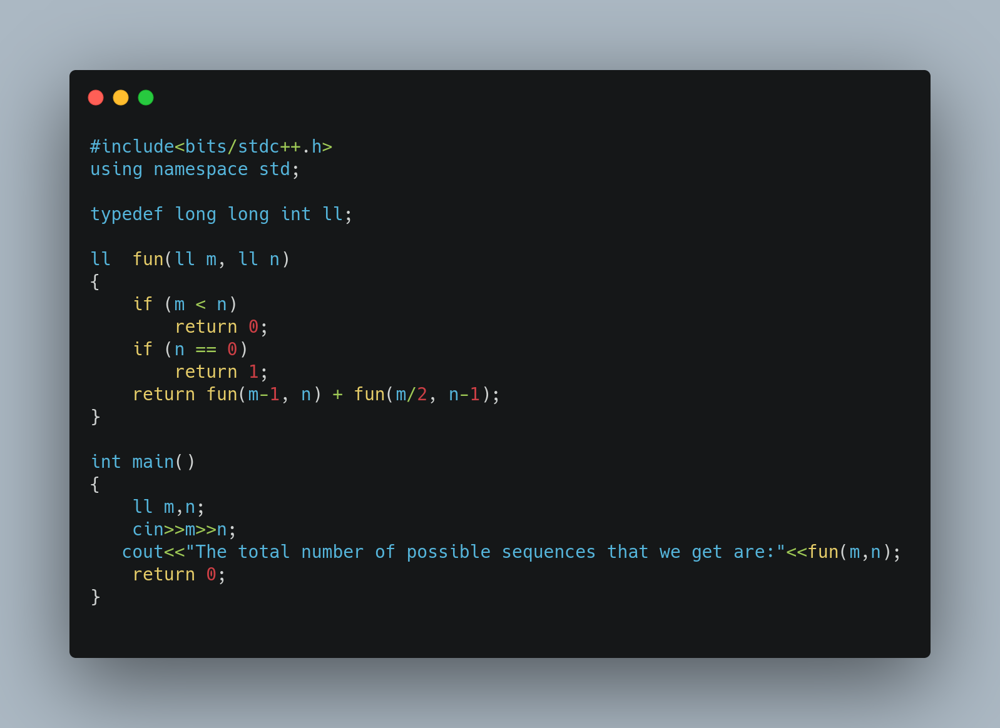 #include<bits/stdc++.h>
using namespace std;
typedef long long int ll;
ll  fun(ll m, ll n)
{
    if (m < n)
        return 0;
    if (n == 0)
        return 1;
    return fun(m-1, n) + fun(m/2, n-1);
}
int main()
{
    ll m,n;
    cin>>m>>n;
   cout<<"The total number of possible sequences that we get are:"<<fun(m,n);
    return 0;
}